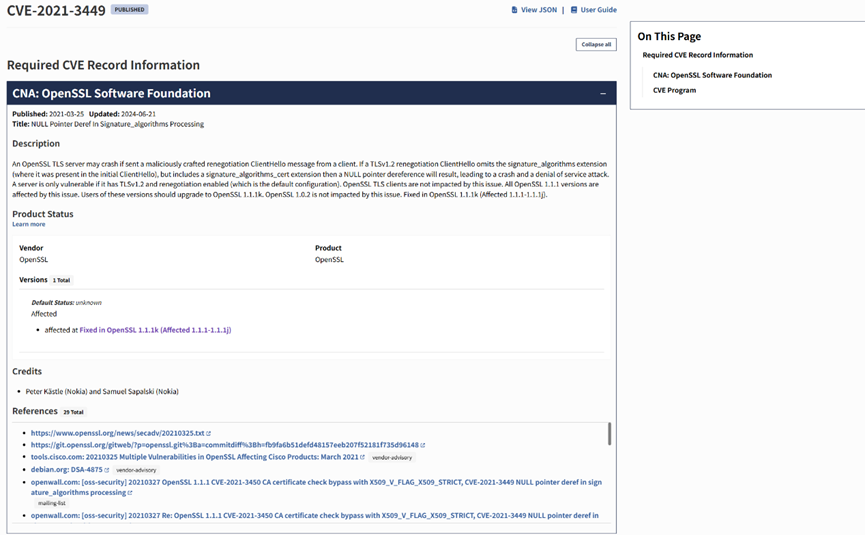 CVE-2021-3449 PUBLISHED
View JSON | User Guide
Collapse all
Required CVE Record Information
CNA: OpenSSL Software Foundation
Published: 2021-03-25 Updated: 2024-06-21
Title: NULL Pointer Deref In Signature_algorithms Processing
Description
An OpenSSL TLS server may crash if sent a maliciously crafted renegotiation ClientHello message from a client. If a TLSv1.2 renegotiation ClientHello omits the signature_algorithms extension
(where it was present in the initial ClientHello), but includes a signature_algorithms_cert extension then a NULL pointer dereference will result, leading to a crash and a denial of service attack.
A server is only vulnerable if it has TLSv1.2 and renegotiation enabled (which is the default configuration). OpenSSL TLS clients are not impacted by this issue. All OpenSSL 1.1.1 versions are
affected by this issue. Users of these versions should upgrade to OpenSSL 1.1.1k. OpenSSL 1.0.2 is not impacted by this issue. Fixed in OpenSSL 1.1.1k (Affected 1.1.1-1.1.1j).
Product Status
Learn more
Vendor
OpenSSL
Product
OpenSSL
Versions 1 Total
Default Status: unknown
Affected
• affected at Fixed in OpenSSL 1.1.1k (Affected 1.1.1-1.1.1j)
Credits
• Peter Kästle (Nokia) and Samuel Sapalski (Nokia)
References 29 Total
• https://www.openssl.org/news/secadv/20210325.txt
• https://git.openssl.org/gitweb/?p=openssl.git%3Ba=commitdiff%3Bh=fb9fa6b51defd48157eeb207f52181f735d96148
• tools.cisco.com: 20210325 Multiple Vulnerabilities in OpenSSL Affecting Cisco Products: March 2021 vendor-advisory
• debian.org: DSA-4875 vendor-advisory
• openwall.com: [oss-security] 20210327 OpenSSL 1.1.1 CVE-2021-3450 CA certificate check bypass with X509_V_FLAG_X509_STRICT, CVE-2021-3449 NULL pointer deref in sign
ature_algorithms processing
mailing-list
• openwall.com: [oss-security] 20210327 Re: OpenSSL 1.1.1 CVE-2021-3450 CA certificate check bypass with X509_V_FLAG_X509_STRICT, CVE-2021-3449 NULL pointer deref in
On This Page
Required CVE Record Information
CNA: OpenSSL Software Foundation
CVE Program